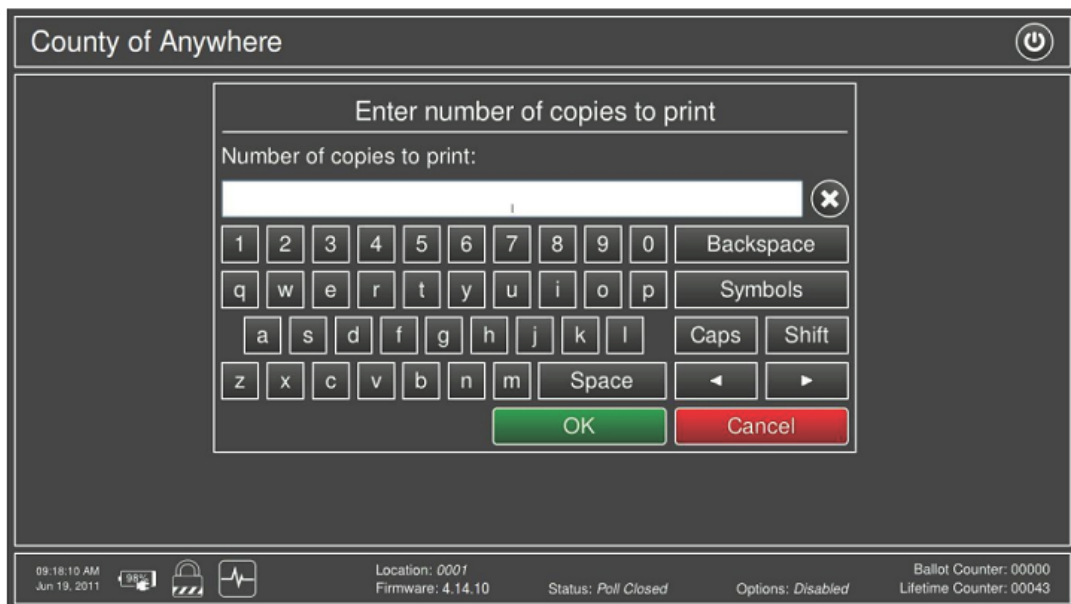 County of Anywhere
Enter number of copies to print
Number of copies to print:
1 2 3 4 5 6 7 8 9 0 Backspace
q w e r t y u i o p Symbols
a s d f g h j k l Caps Shift
z x c v b n m Space ◄ ►
OK Cancel
09:18:10 AM
Jun 19, 2011
98%
Location: 0001
Firmware: 4.14.10
Status: Poll Closed
Options: Disabled
Ballot Counter: 00000
Lifetime Counter: 00043